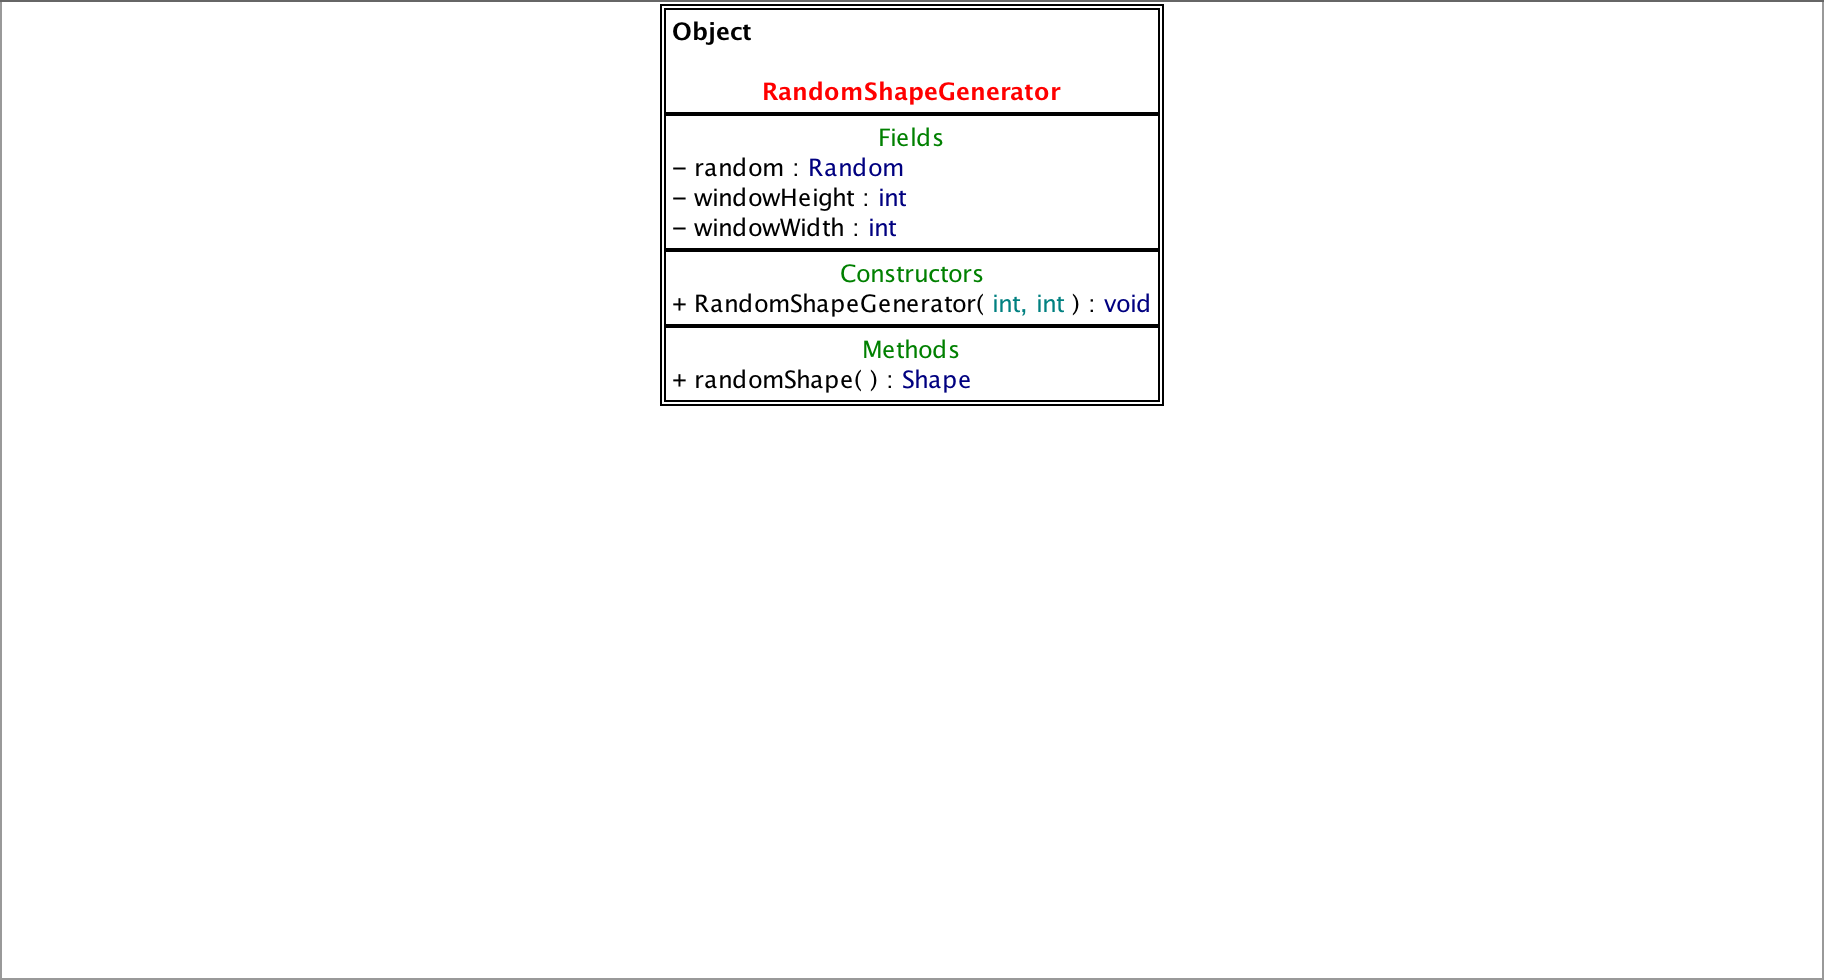 Object
RandomShapeGenerator
Fields
– random : Random
– windowHeight : int
– windowWidth : int
Constructors
+ RandomShapeGenerator( int, int ) : void
Methods
+ randomShape( ) : Shape